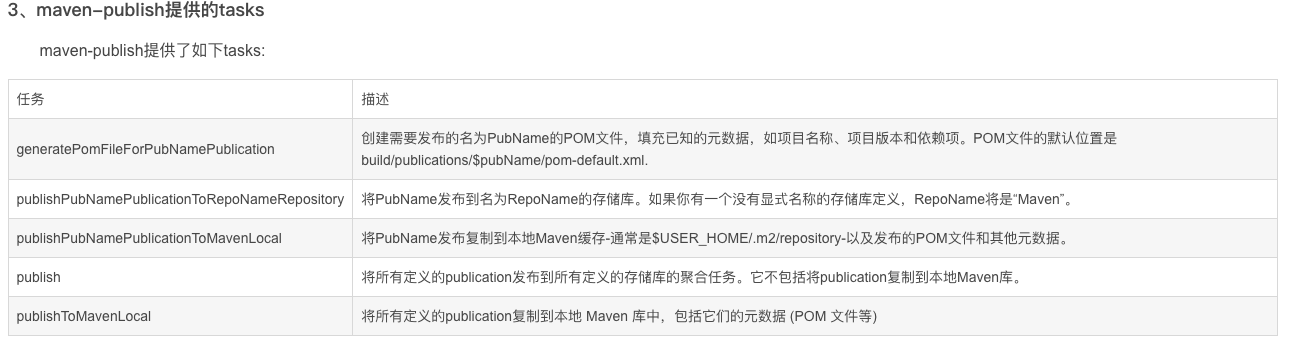 3、maven-publish提供的tasks
maven-publish提供了如下tasks:
任务 描述
generatePomFileForPubNamePublication 创建需要发布的名为PubName的POM文件，填充已知的元数据，如项目名称、项目版本和依赖项。POM文件的默认位置是
build/publications/$pubName/pom-default.xml.
publishPubNamePublicationToRepoNameRepository 将PubName发布到名为RepoName的存储库。如果你有一个没有显式名称的存储库定义，RepoName将是“Maven”。
publishPubNamePublicationToMavenLocal 将PubName发布复制到本地Maven缓存-通常是$USER_HOME/.m2/repository-以及发布的POM文件和其他元数据。
publish 将所有定义的publication发布到所有定义的存储库的聚合任务。它不包括将publication复制到本地Maven库。
publishToMavenLocal 将所有定义的publication复制到本地 Maven 库中，包括它们的元数据 (POM 文件等)